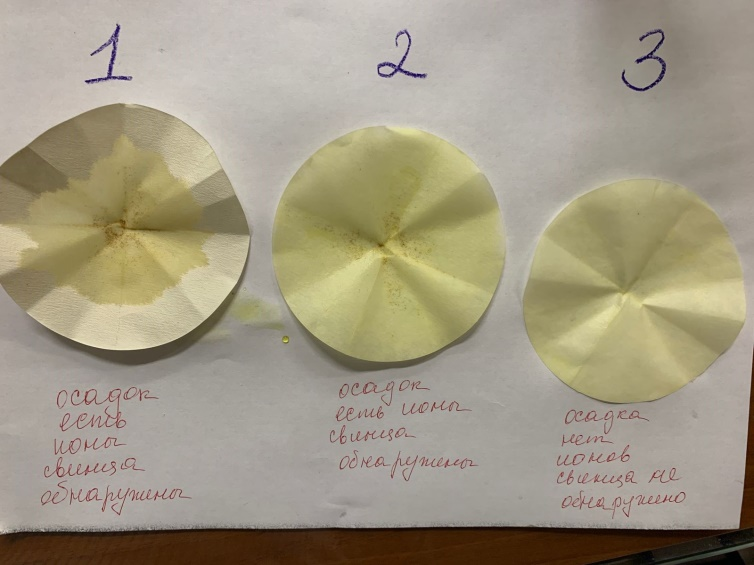 1
2
3
осадок
есть
ионы
свинца
обнаружены
осадок
есть ионы
свинца
обнаружены
осадка
нет
ионов
свинца не
обнаружено